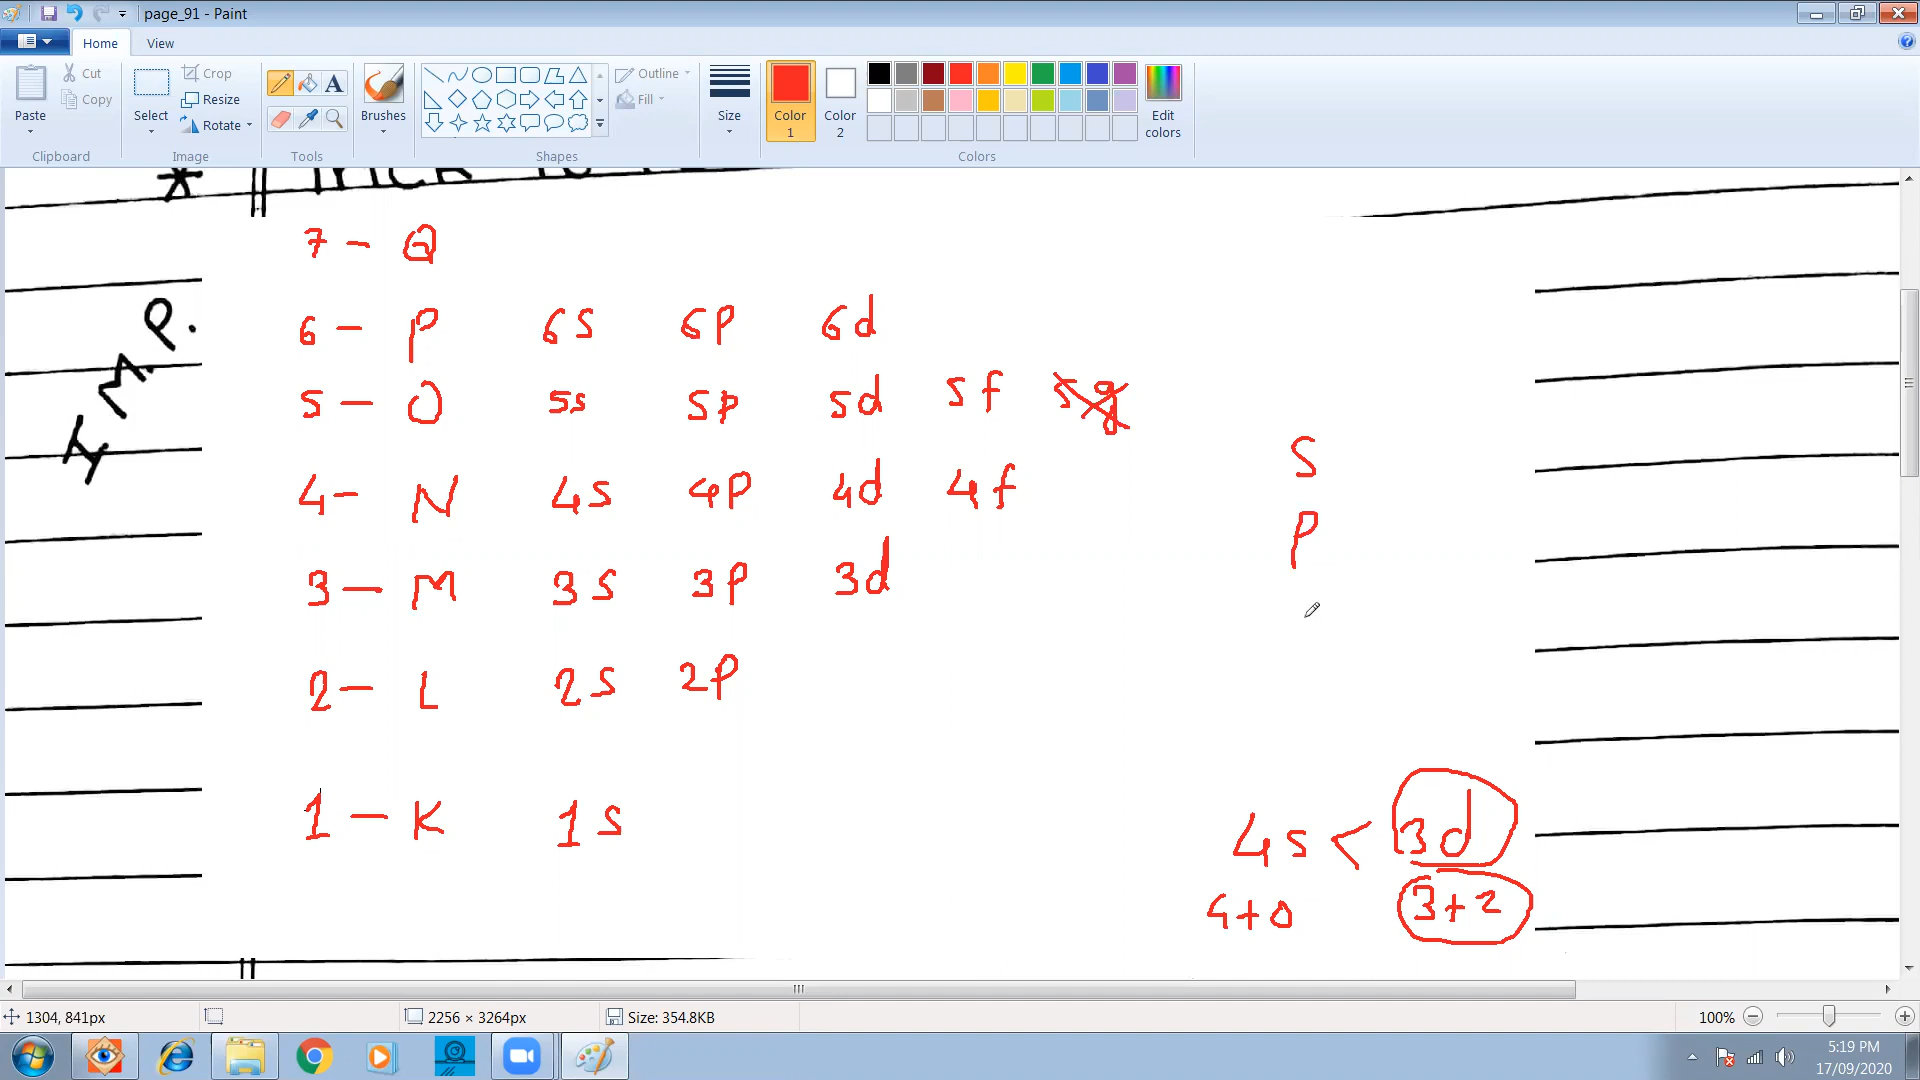 page_91 - Paint
Home View
Paste Cut Copy Clipboard
Select Crop Resize Rotate Image
Tools
Brushes
Outline Fill Shapes
Size
Color 1 Color 2 Edit colors Colors
*
7 - Q
I M. P.
6 - P 6s 6p 6d
5 - O 5s 5p 5d 5f 5g
4 - N 4s 4p 4d 4f
3 - M 3s 3p 3d
2 - L 2s 2p
1 - K 1s
S
P
4s < 3d
4+0 3+2
1304, 841px 2256 × 3264px Size: 354.8KB 100%
5:19 PM
17/09/2020